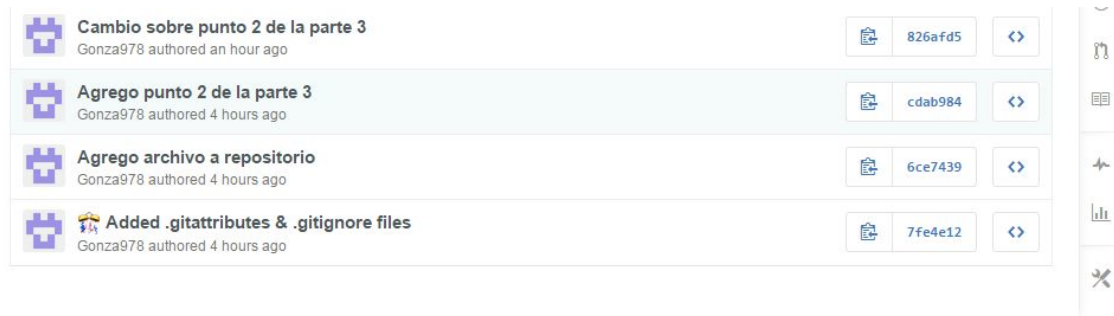 Cambio sobre punto 2 de la parte 3
Gonza978 authored an hour ago
826afd5
Agrego punto 2 de la parte 3
Gonza978 authored 4 hours ago
cdab984
Agrego archivo a repositorio
Gonza978 authored 4 hours ago
6ce7439
Added .gitattributes & .gitignore files
Gonza978 authored 4 hours ago
7fe4e12